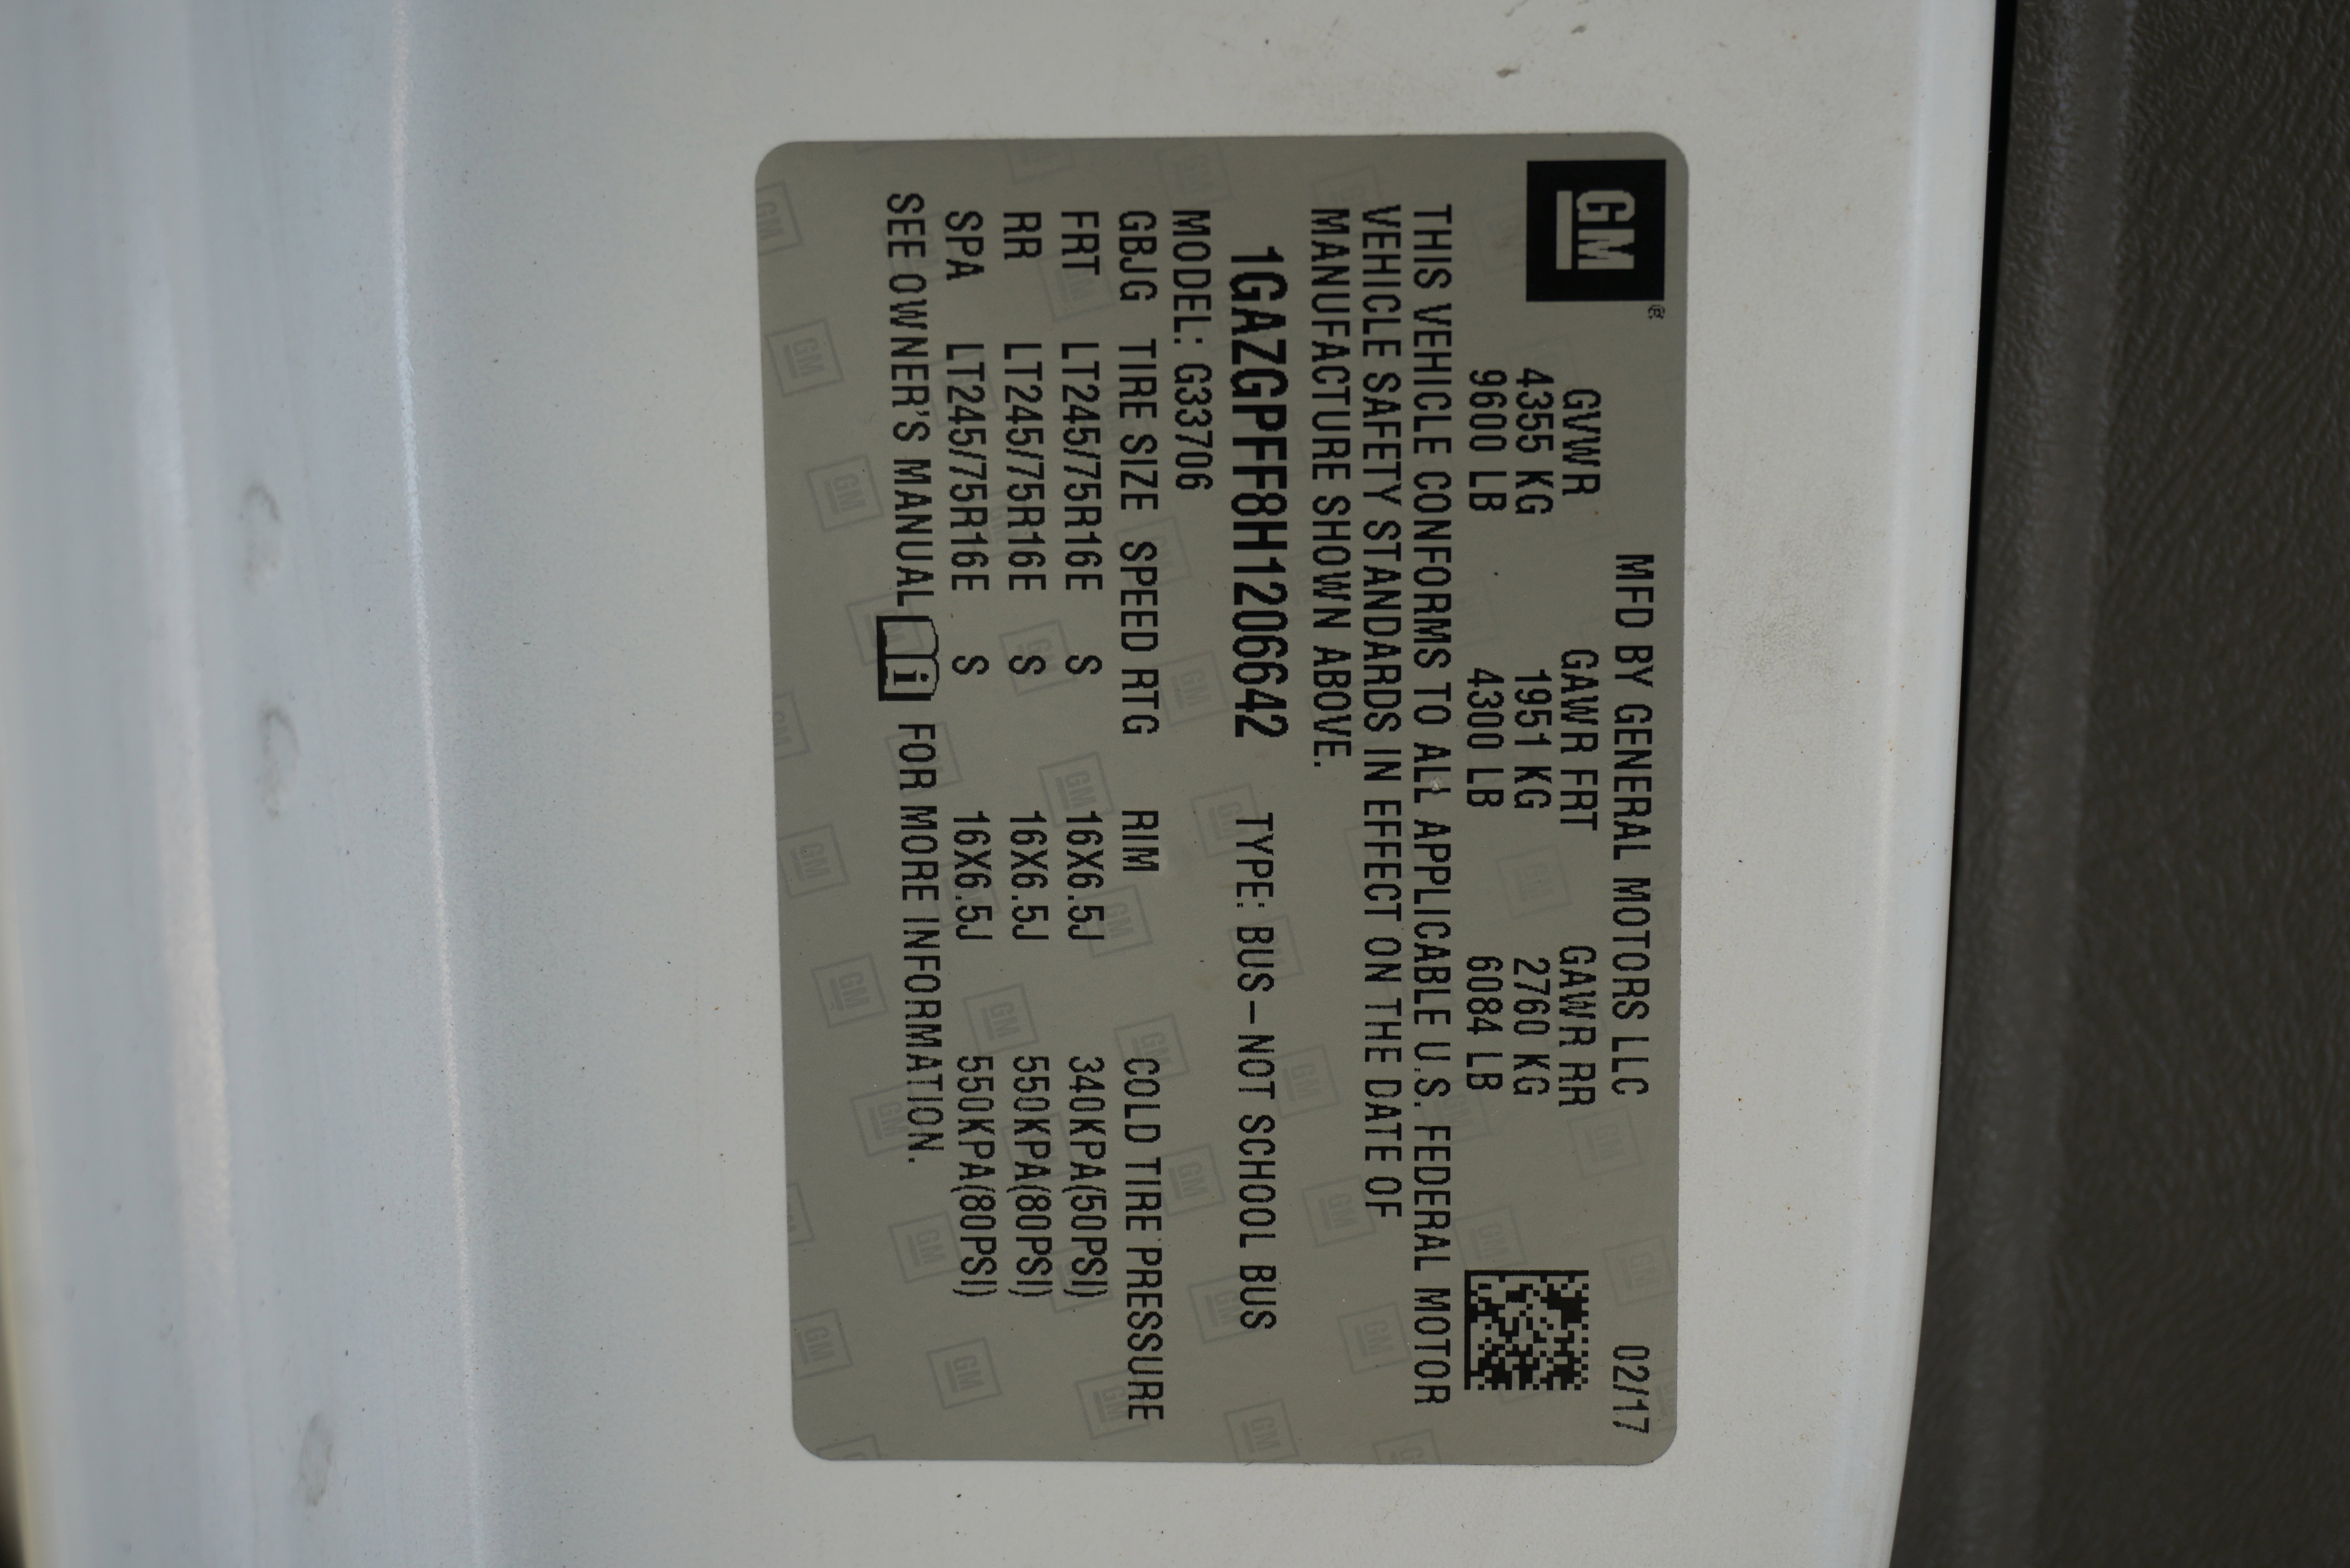 GM®
MFD BY GENERAL MOTORS LLC 02/17
GVWR GAWR FRT GAWR RR
4355 KG 1951 KG 2760 KG
9600 LB 4300 LB 6084 LB
THIS VEHICLE CONFORMS TO ALL APPLICABLE U.S. FEDERAL MOTOR
VEHICLE SAFETY STANDARDS IN EFFECT ON THE DATE OF
MANUFACTURE SHOWN ABOVE.
1GAZGPFF8H1206642 TYPE: BUS–NOT SCHOOL BUS
MODEL: G33706
GBJG TIRE SIZE SPEED RTG RIM COLD TIRE PRESSURE
FRT LT245/75R16E S 16X6.5J 340KPA(50PSI)
RR LT245/75R16E S 16X6.5J 550KPA(80PSI)
SPA LT245/75R16E S 16X6.5J 550KPA(80PSI)
SEE OWNER'S MANUAL i FOR MORE INFORMATION.